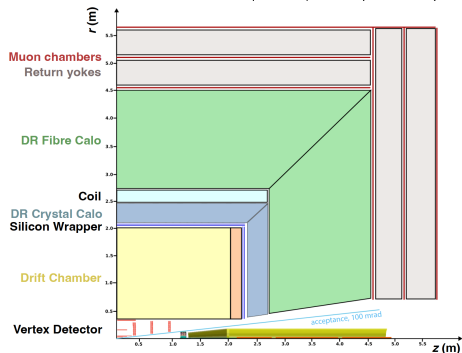 r (m)
5.5
Muon chambers
5.0
Return yokes
4.5
4.0
DR Fibre Calo
3.5
3.0
Coil
2.5
DR Crystal Calo
Silicon Wrapper
2.0
1.5
Drift Chamber
1.0
0.5
acceptance, 100 mrad
Vertex Detector
0.5 1.0 1.5 2.0 2.5 3.0 3.5 4.0 4.5 5.0 5.5 z (m)